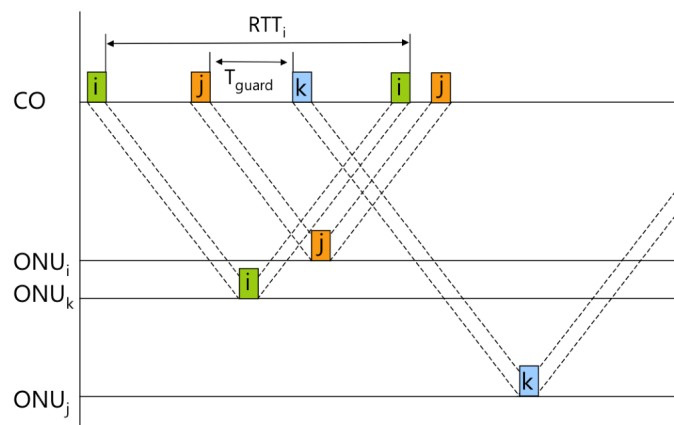 RTTi
i j Tguard k i j
CO
j
ONUi
i
ONUk
k
ONUj